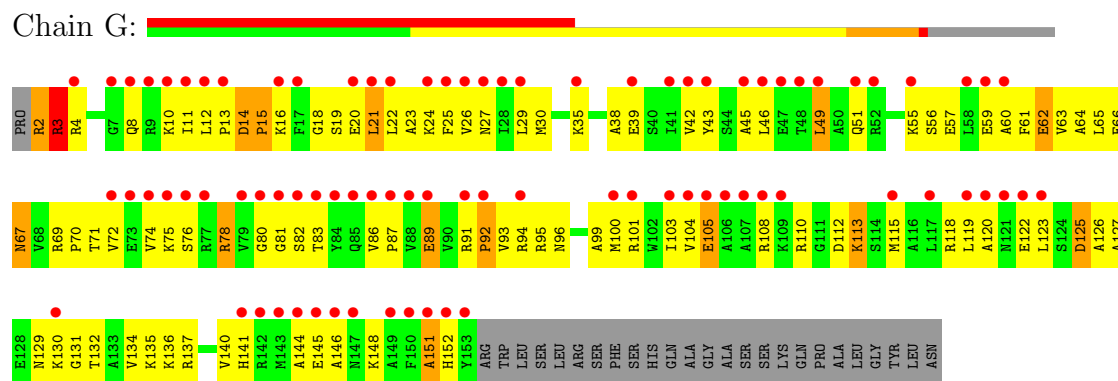 Chain G:
PRO R2 R3 R4 G7 Q8 R9 K10 I11 L12 P13 D14 P15 K16 F17 G18 S19 E20 L21 L22 A23 K24 F25 V26 N27 I28 L29 M30 K35 A38 E39 S40 I41 V42 Y43 S44 A45 L46 E47 T48 L49 A50 Q51 R52 K55 S56 E57 L58 E59 A60 F61 E62 V63 A64 L65 E66
N67 V68 R69 P70 T71 V72 E73 V74 K75 S76 R77 R78 V79 G80 G81 S82 T83 Y84 Q85 V86 P87 V88 E89 V90 R91 P92 V93 R94 R95 N96 A99 M100 R101 W102 I103 V104 E105 A106 A107 R108 K109 R110 G111 D112 K113 S114 M115 A116 L117 R118 L119 A120 N121 E122 L123 S124 D125 A126 A127
E128 N129 K130 G131 T132 A133 V134 K135 K136 R137 V140 H141 R142 M143 A144 E145 A146 N147 K148 A149 F150 A151 H152 Y153 ARG TRP LEU SER LEU ARG SER PHE SER HIS GLN ALA GLY ALA SER SER LYS GLN PRO ALA LEU GLY TYR LEU ASN